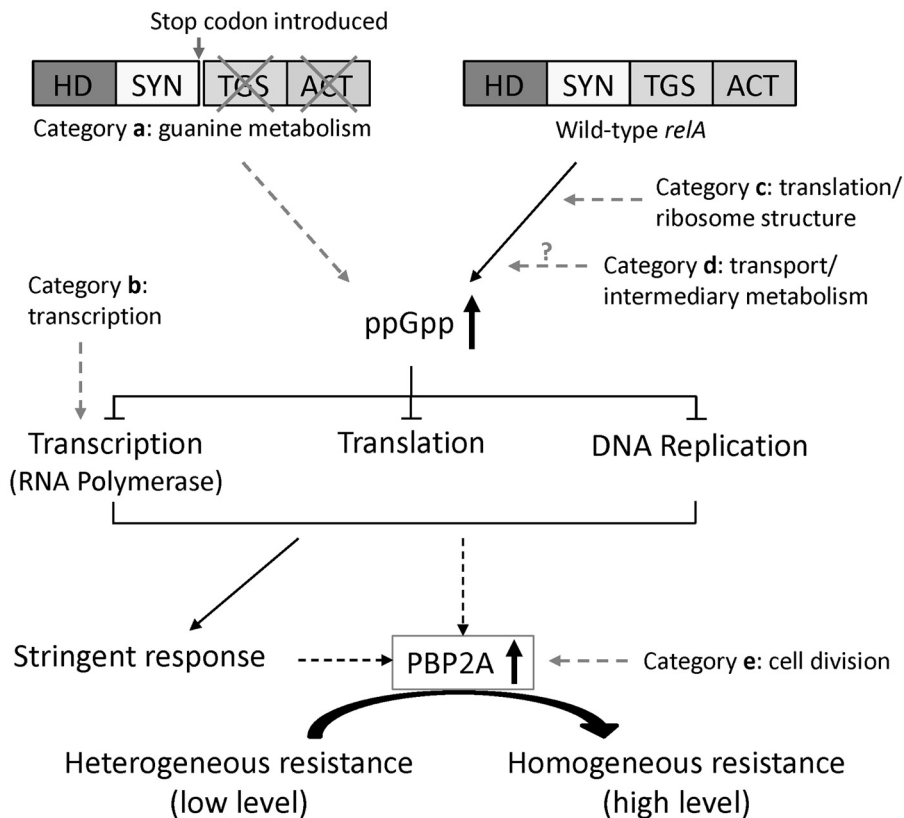 Stop codon introduced
HD SYN TGS ACT
Category a: guanine metabolism
HD SYN TGS ACT
Wild-type relA
Category c: translation/
ribosome structure
?
Category d: transport/
intermediary metabolism
Category b:
transcription
ppGpp
Transcription
(RNA Polymerase)
Translation
DNA Replication
Stringent response
PBP2A
Category e: cell division
Heterogeneous resistance
(low level)
Homogeneous resistance
(high level)